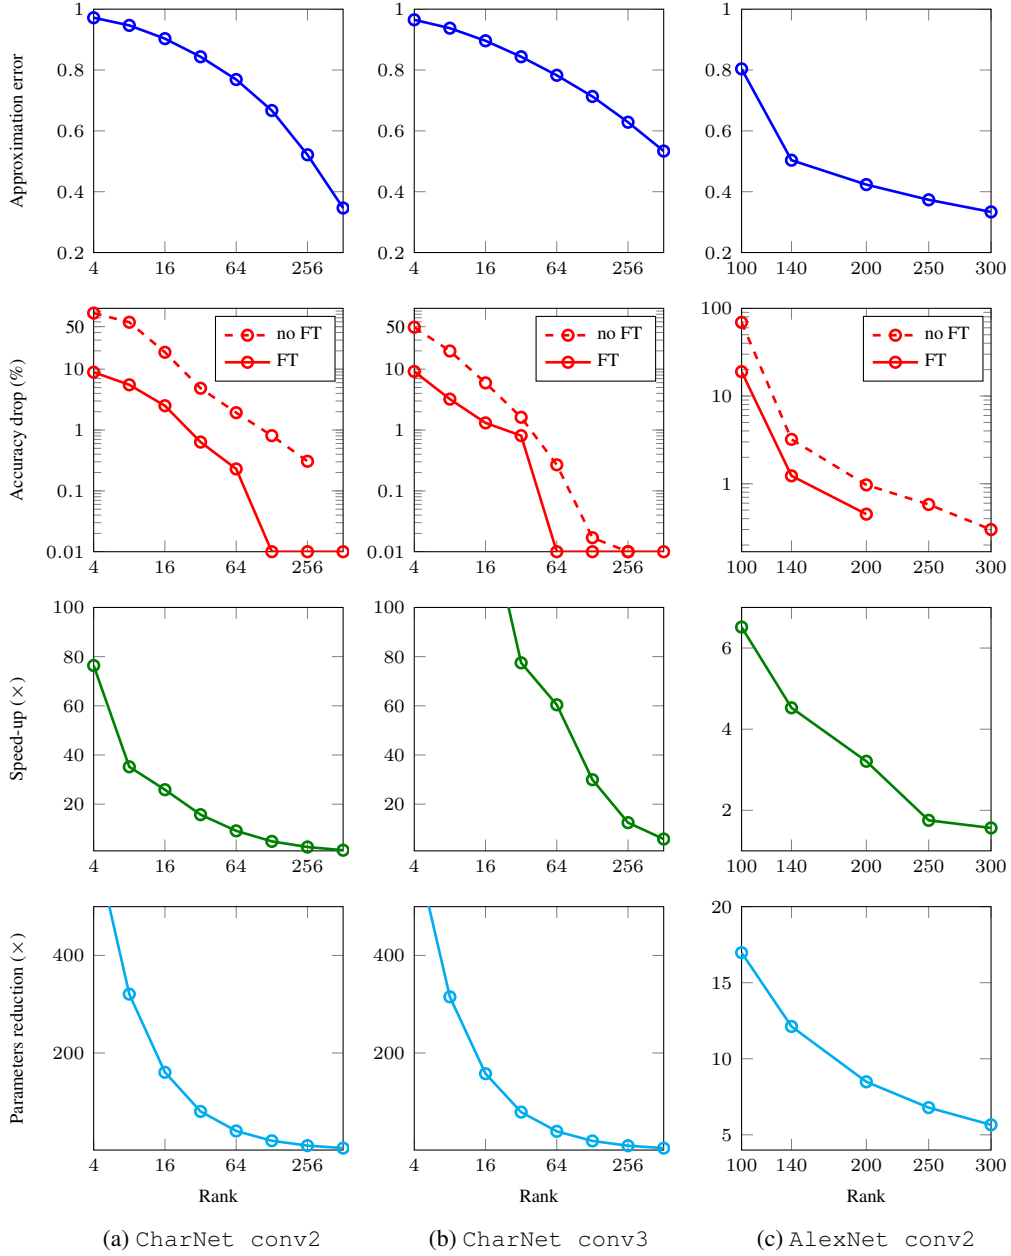 Approximation error
1
0.8
0.6
0.4
0.2
4 16 64 256
1
0.8
0.6
0.4
0.2
4 16 64 256
1
0.8
0.6
0.4
0.2
100 140 200 250 300
Accuracy drop (%)
50
10
1
0.1
0.01
4 16 64 256
no FT
FT
50
10
1
0.1
0.01
4 16 64 256
no FT
FT
100
10
1
100 140 200 250 300
no FT
FT
Speed-up (×)
100
80
60
40
20
4 16 64 256
100
80
60
40
20
4 16 64 256
6
4
2
100 140 200 250 300
Parameters reduction (×)
400
200
4 16 64 256
Rank
400
200
4 16 64 256
Rank
20
15
10
5
100 140 200 250 300
Rank
(a) CharNet conv2
(b) CharNet conv3
(c) AlexNet conv2